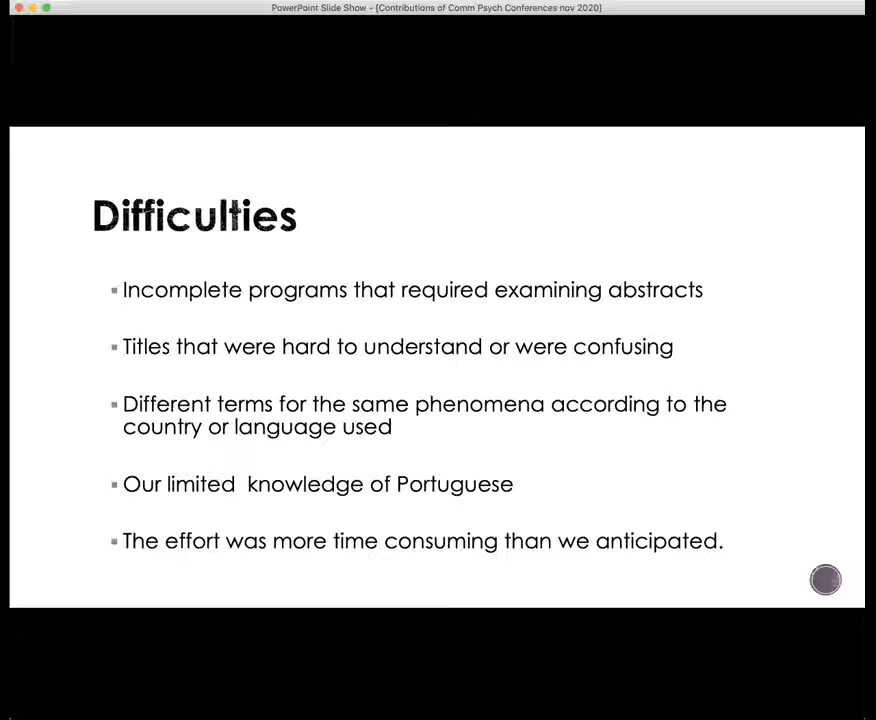 PowerPoint Slide Show - [Contributions of Comm Psych Conferences nov 2020]
Difficulties
▪ Incomplete programs that required examining abstracts
▪ Titles that were hard to understand or were confusing
▪ Different terms for the same phenomena according to the
country or language used
▪ Our limited  knowledge of Portuguese
▪ The effort was more time consuming than we anticipated.